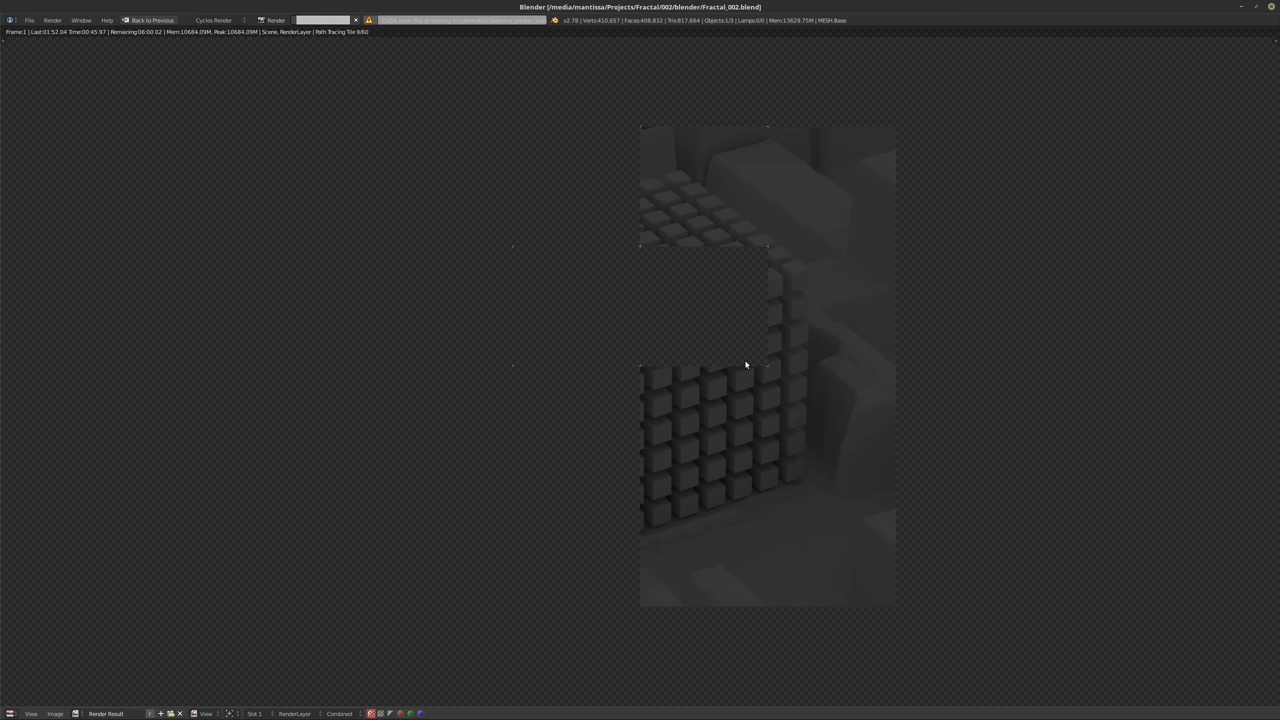 Blender [/media/mantissa/Projects/Fractal/002/blender/Fractal_002.blend]
File Render Window Help Back to Previous Cycles Render Render v2.78 | Verts:410,657 | Faces:408,832 | Tris:817,664 | Objects:1/3 | Lamps:0/0 | Mem:13629.75M | MESH.Base
Frame:1 | Last:01:52.04 Time:00:45.97 | Remaining:06:00.02 | Mem:10684.09M, Peak:10684.09M | Scene, RenderLayer | Path Tracing Tile 9/60
View Image Render Result F View Slot 1 RenderLayer Combined